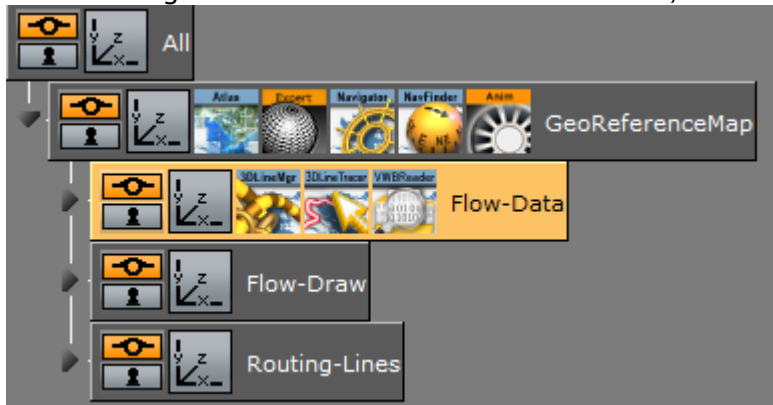 All
Atlas Expert Navigator NavFinder Anim GeoReferenceMap
3DLineMgr 3DLineTracer VWBReader Flow-Data
Flow-Draw
Routing-Lines